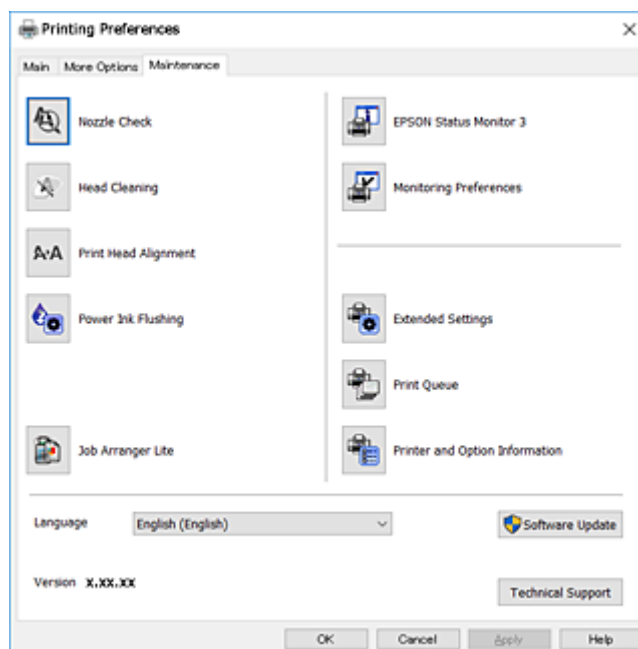 Printing Preferences
Main More Options Maintenance
Nozzle Check
Head Cleaning
A·A Print Head Alignment
Power Ink Flushing
Job Arranger Lite
EPSON Status Monitor 3
Monitoring Preferences
Extended Settings
Print Queue
Printer and Option Information
Language English (English) Software Update
Version X.XX.XX Technical Support
OK Cancel Apply Help